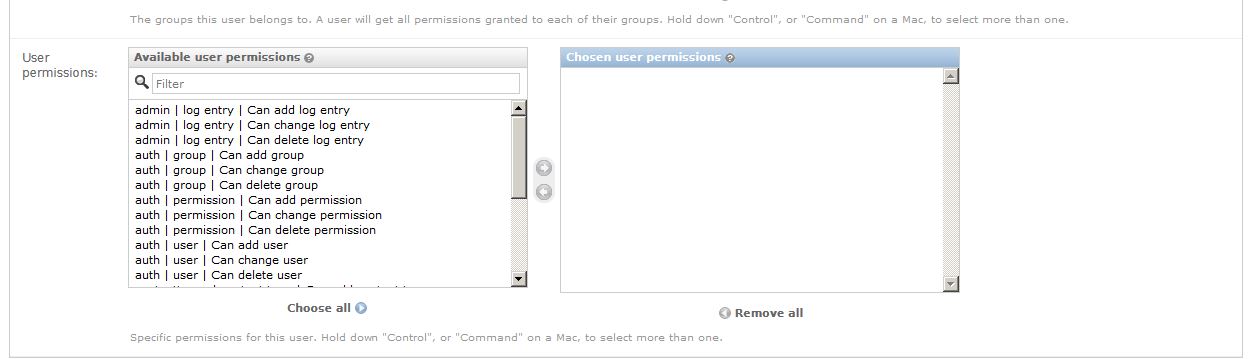 The groups this user belongs to. A user will get all permissions granted to each of their groups. Hold down "Control", or "Command" on a Mac, to select more than one.
User
permissions:
Available user permissions ?
Filter
admin | log entry | Can add log entry
admin | log entry | Can change log entry
admin | log entry | Can delete log entry
auth | group | Can add group
auth | group | Can change group
auth | group | Can delete group
auth | permission | Can add permission
auth | permission | Can change permission
auth | permission | Can delete permission
auth | user | Can add user
auth | user | Can change user
auth | user | Can delete user
Choose all
Chosen user permissions ?
Remove all
Specific permissions for this user. Hold down "Control", or "Command" on a Mac, to select more than one.